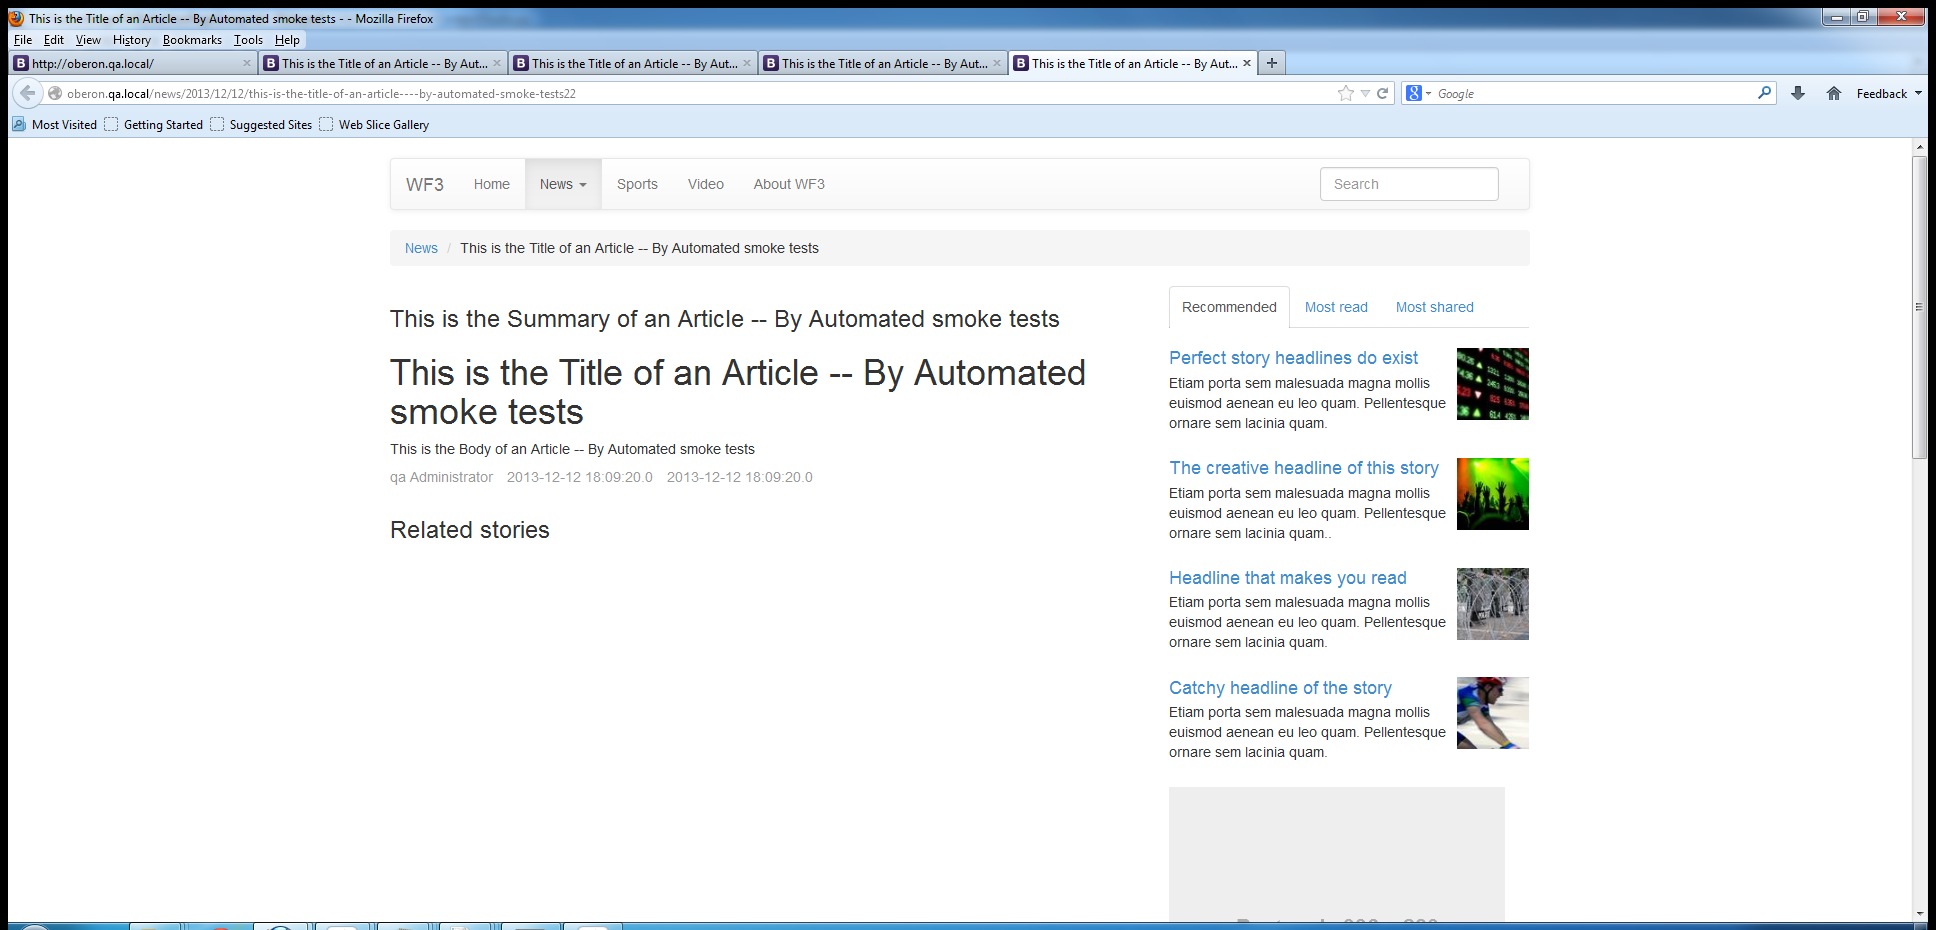 This is the Title of an Article -- By Automated smoke tests - - Mozilla Firefox
File Edit View History Bookmarks Tools Help
http://oberon.qa.local/
This is the Title of an Article -- By Aut...
This is the Title of an Article -- By Aut...
This is the Title of an Article -- By Aut...
This is the Title of an Article -- By Aut...
oberon.qa.local/news/2013/12/12/this-is-the-title-of-an-article----by-automated-smoke-tests22
Google
Feedback
Most Visited Getting Started Suggested Sites Web Slice Gallery
WF3 Home News Sports Video About WF3 Search
News / This is the Title of an Article -- By Automated smoke tests
This is the Summary of an Article -- By Automated smoke tests
This is the Title of an Article -- By Automated
smoke tests
This is the Body of an Article -- By Automated smoke tests
qa Administrator 2013-12-12 18:09:20.0 2013-12-12 18:09:20.0
Related stories
Recommended Most read Most shared
Perfect story headlines do exist
Etiam porta sem malesuada magna mollis
euismod aenean eu leo quam. Pellentesque
ornare sem lacinia quam.
The creative headline of this story
Etiam porta sem malesuada magna mollis
euismod aenean eu leo quam. Pellentesque
ornare sem lacinia quam..
Headline that makes you read
Etiam porta sem malesuada magna mollis
euismod aenean eu leo quam. Pellentesque
ornare sem lacinia quam.
Catchy headline of the story
Etiam porta sem malesuada magna mollis
euismod aenean eu leo quam. Pellentesque
ornare sem lacinia quam.